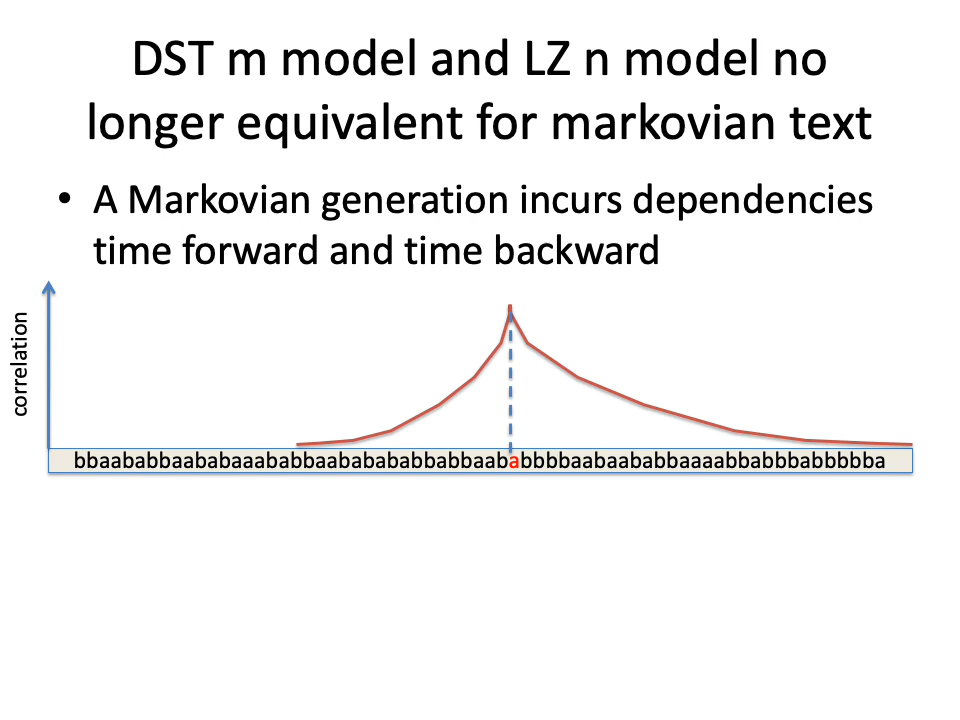 DST m model and LZ n model no
longer equivalent for markovian text
• A Markovian generation incurs dependencies
time forward and time backward
correlation
bbaababbaababaaababbaabababababbabbaababbbbaabaababbaaaabbabbbabbbbbba